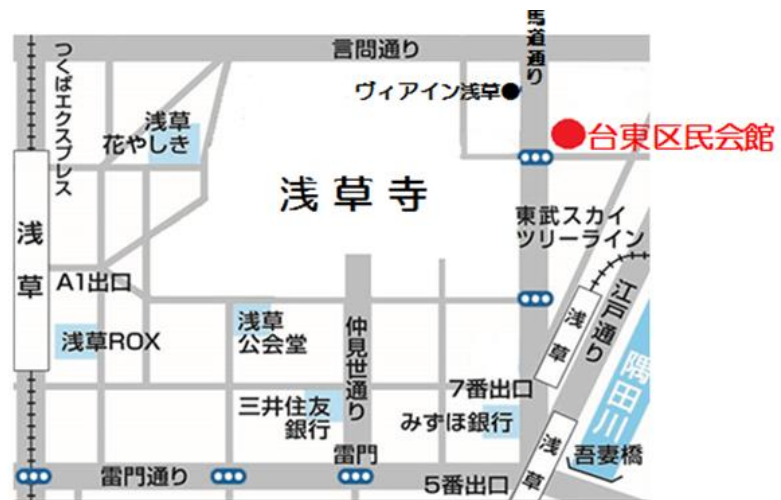 言問通り
馬道通り
つくばエクスプレス
ヴィアイン浅草
浅草
花やしき
台東区民会館
浅草寺
東武スカイ
ツリーライン
浅草
A1出口
江戸通り
浅草ROX
浅草
公会堂
仲見世通り
浅草
隅田川
7番出口
三井住友
銀行
みずほ銀行
雷門
浅草
吾妻橋
雷門通り
5番出口